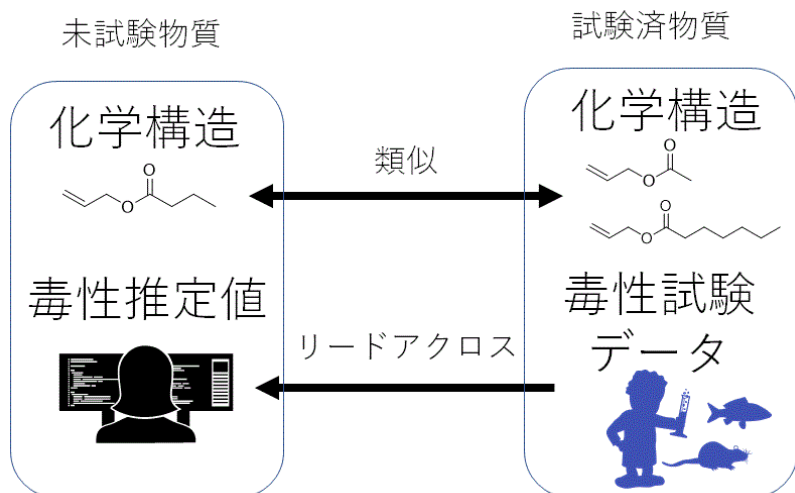 未試験物質
化学構造
O
O
毒性推定値
類似
リードアクロス
試験済物質
化学構造
O
O
O
O
毒性試験
データ